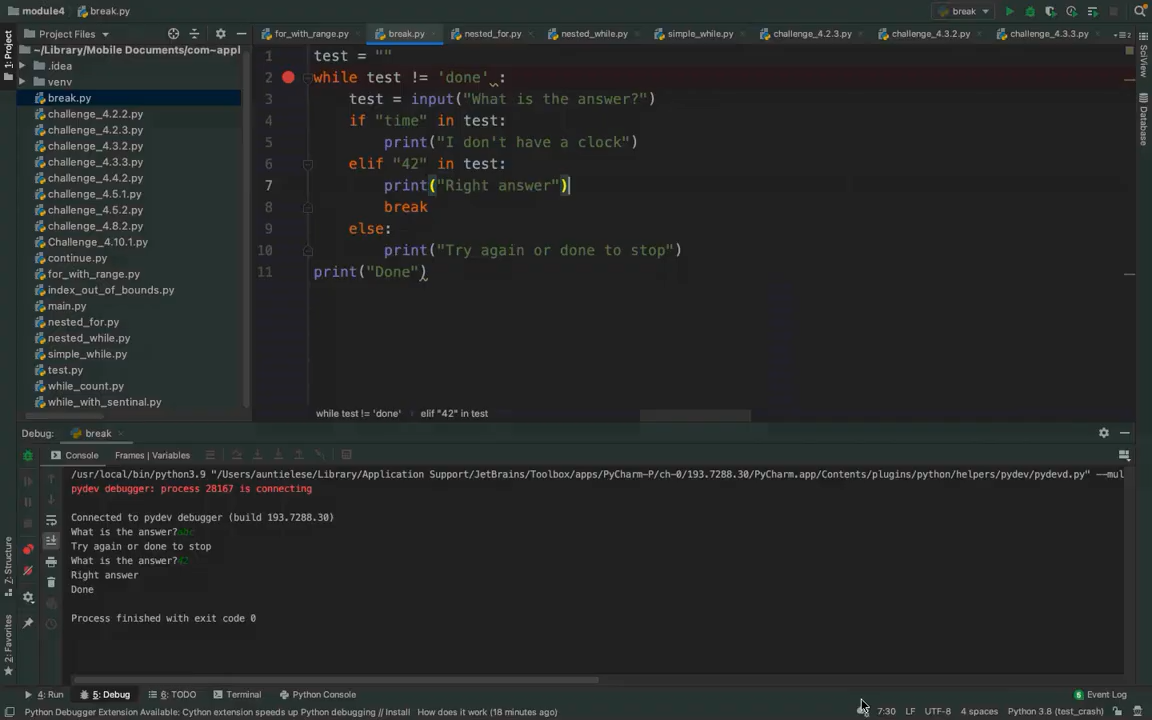 module4 break.py break
Project Files for_with_range.py break.py nested_for.py nested_while.py simple_while.py challenge_4.2.3.py challenge_4.3.2.py challenge_4.3.3.py
1: Project
~/Library/Mobile Documents/com~appl
.idea
venv
break.py
challenge_4.2.2.py
challenge_4.2.3.py
challenge_4.3.2.py
challenge_4.3.3.py
challenge_4.4.2.py
challenge_4.5.1.py
challenge_4.5.2.py
challenge_4.8.2.py
Challenge_4.10.1.py
continue.py
for_with_range.py
index_out_of_bounds.py
main.py
nested_for.py
nested_while.py
simple_while.py
test.py
while_count.py
while_with_sentinal.py
1 test = ""
2 while test != 'done' :
3 test = input("What is the answer?")
4 if "time" in test:
5 print("I don't have a clock")
6 elif "42" in test:
7 print("Right answer")
8 break
9 else:
10 print("Try again or done to stop")
11 print("Done")
while test != 'done' elif "42" in test
SciView
Database
Debug: break
Console Frames | Variables
/usr/local/bin/python3.9 "/Users/auntielese/Library/Application Support/JetBrains/Toolbox/apps/PyCharm-P/ch-0/193.7288.30/PyCharm.app/Contents/plugins/python/helpers/pydev/pydevd.py" --mul
pydev debugger: process 28167 is connecting
Connected to pydev debugger (build 193.7288.30)
What is the answer?abc
Try again or done to stop
What is the answer?42
Right answer
Done
Process finished with exit code 0
7: Structure
2: Favorites
4: Run 5: Debug 6: TODO Terminal Python Console 5 Event Log
Python Debugger Extension Available: Cython extension speeds up Python debugging // Install How does it work (18 minutes ago) 7:30 LF UTF-8 4 spaces Python 3.8 (test_crash)